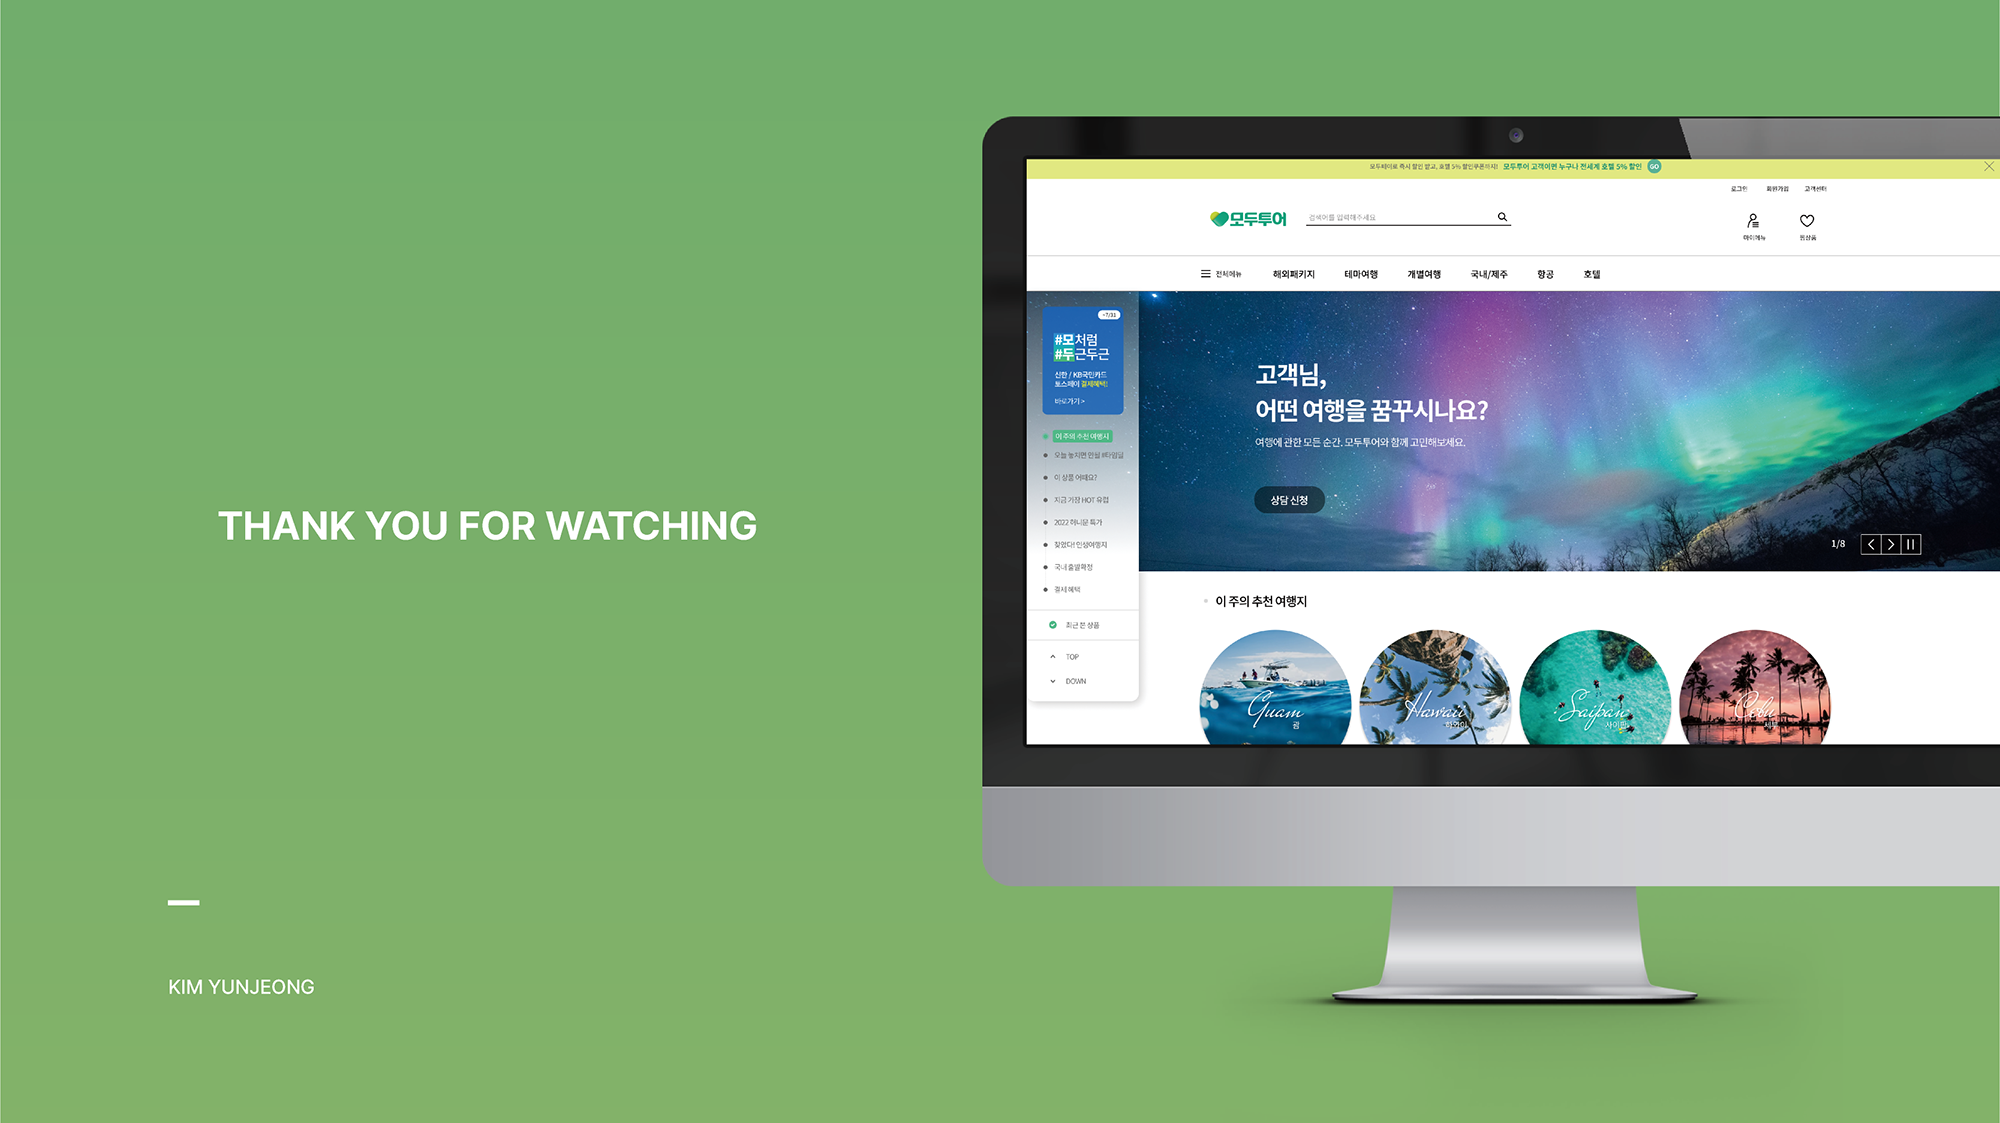 THANK YOU FOR WATCHING
KIM YUNJEONG
모두투어 고객이면 누구나 전세계 호텔 5% 할인 GO
로그인 회원가입 고객센터
모두투어
검색어를 입력해주세요
마이메뉴 찜상품
전체메뉴 해외패키지 테마여행 개별여행 국내/제주 항공 호텔
~7/31
#모처럼
#두근두근
신한 / KB국민카드
토스페이 결제혜택!
바로가기 >
이 주의 추천 여행지
오늘 놓치면 안될 #타임딜
이 상품 어때요?
지금 가장 HOT 유럽
2022 허니문 특가
찾았다! 인생여행지
국내출발확정
결제혜택
최근 본 상품
TOP
DOWN
고객님,
어떤 여행을 꿈꾸시나요?
여행에 관한 모든 순간. 모두투어와 함께 고민해보세요.
상담 신청
1/8
이 주의 추천 여행지
Guam
괌
Hawaii
하와이
Saipan
사이판
Cebu
세부